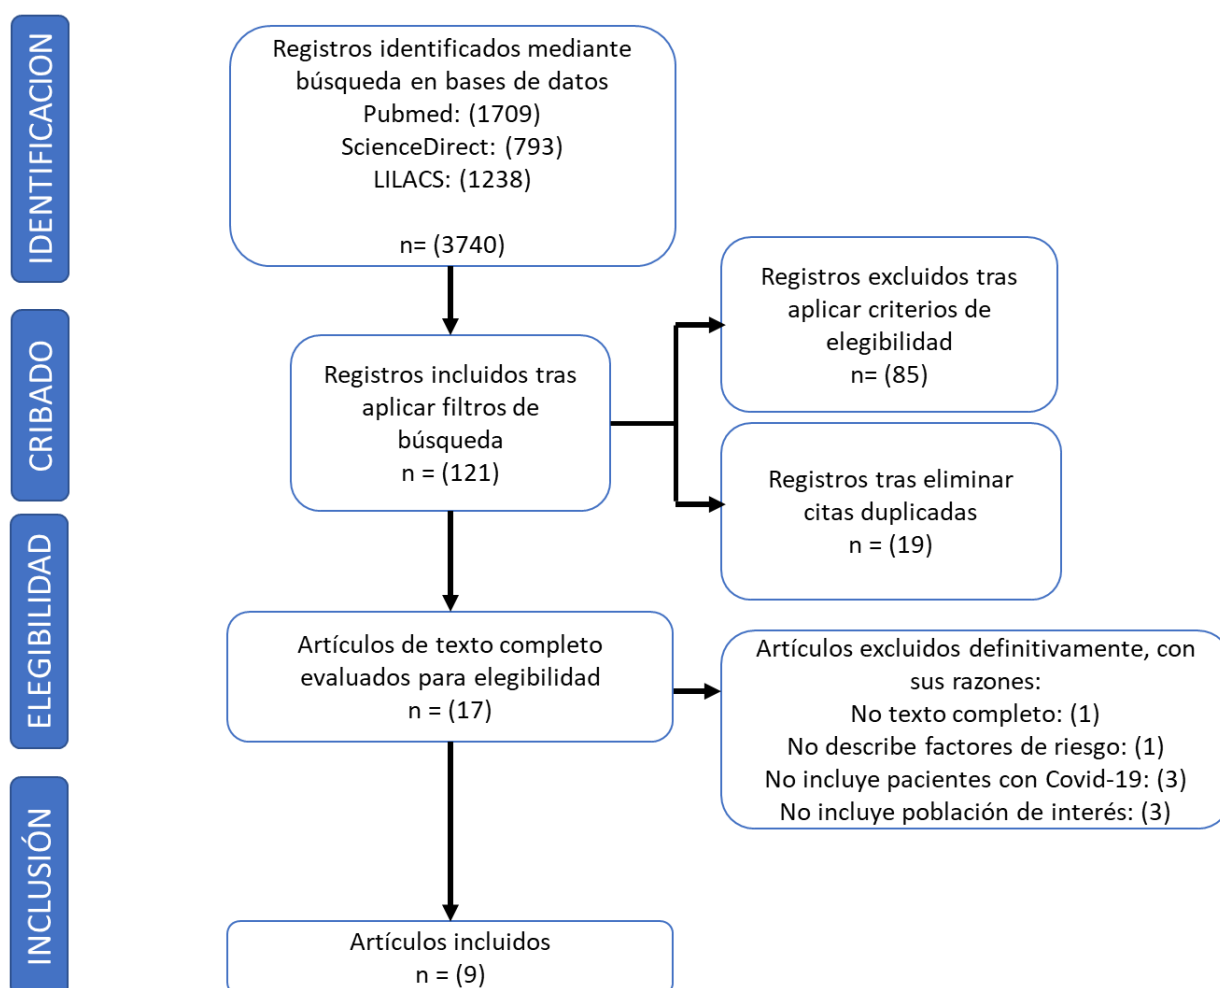 IDENTIFICACION
Registros identificados mediante
búsqueda en bases de datos
Pubmed: (1709)
ScienceDirect: (793)
LILACS: (1238)
n= (3740)
Registros excluidos tras
aplicar criterios de
elegibilidad
n= (85)
CRIBADO
Registros incluidos tras
aplicar filtros de
búsqueda
n = (121)
Registros tras eliminar
citas duplicadas
n = (19)
ELEGIBILIDAD
Artículos de texto completo
evaluados para elegibilidad
n = (17)
Artículos excluidos definitivamente, con
sus razones:
No texto completo: (1)
No describe factores de riesgo: (1)
No incluye pacientes con Covid-19: (3)
No incluye población de interés: (3)
INCLUSIÓN
Artículos incluidos
n = (9)